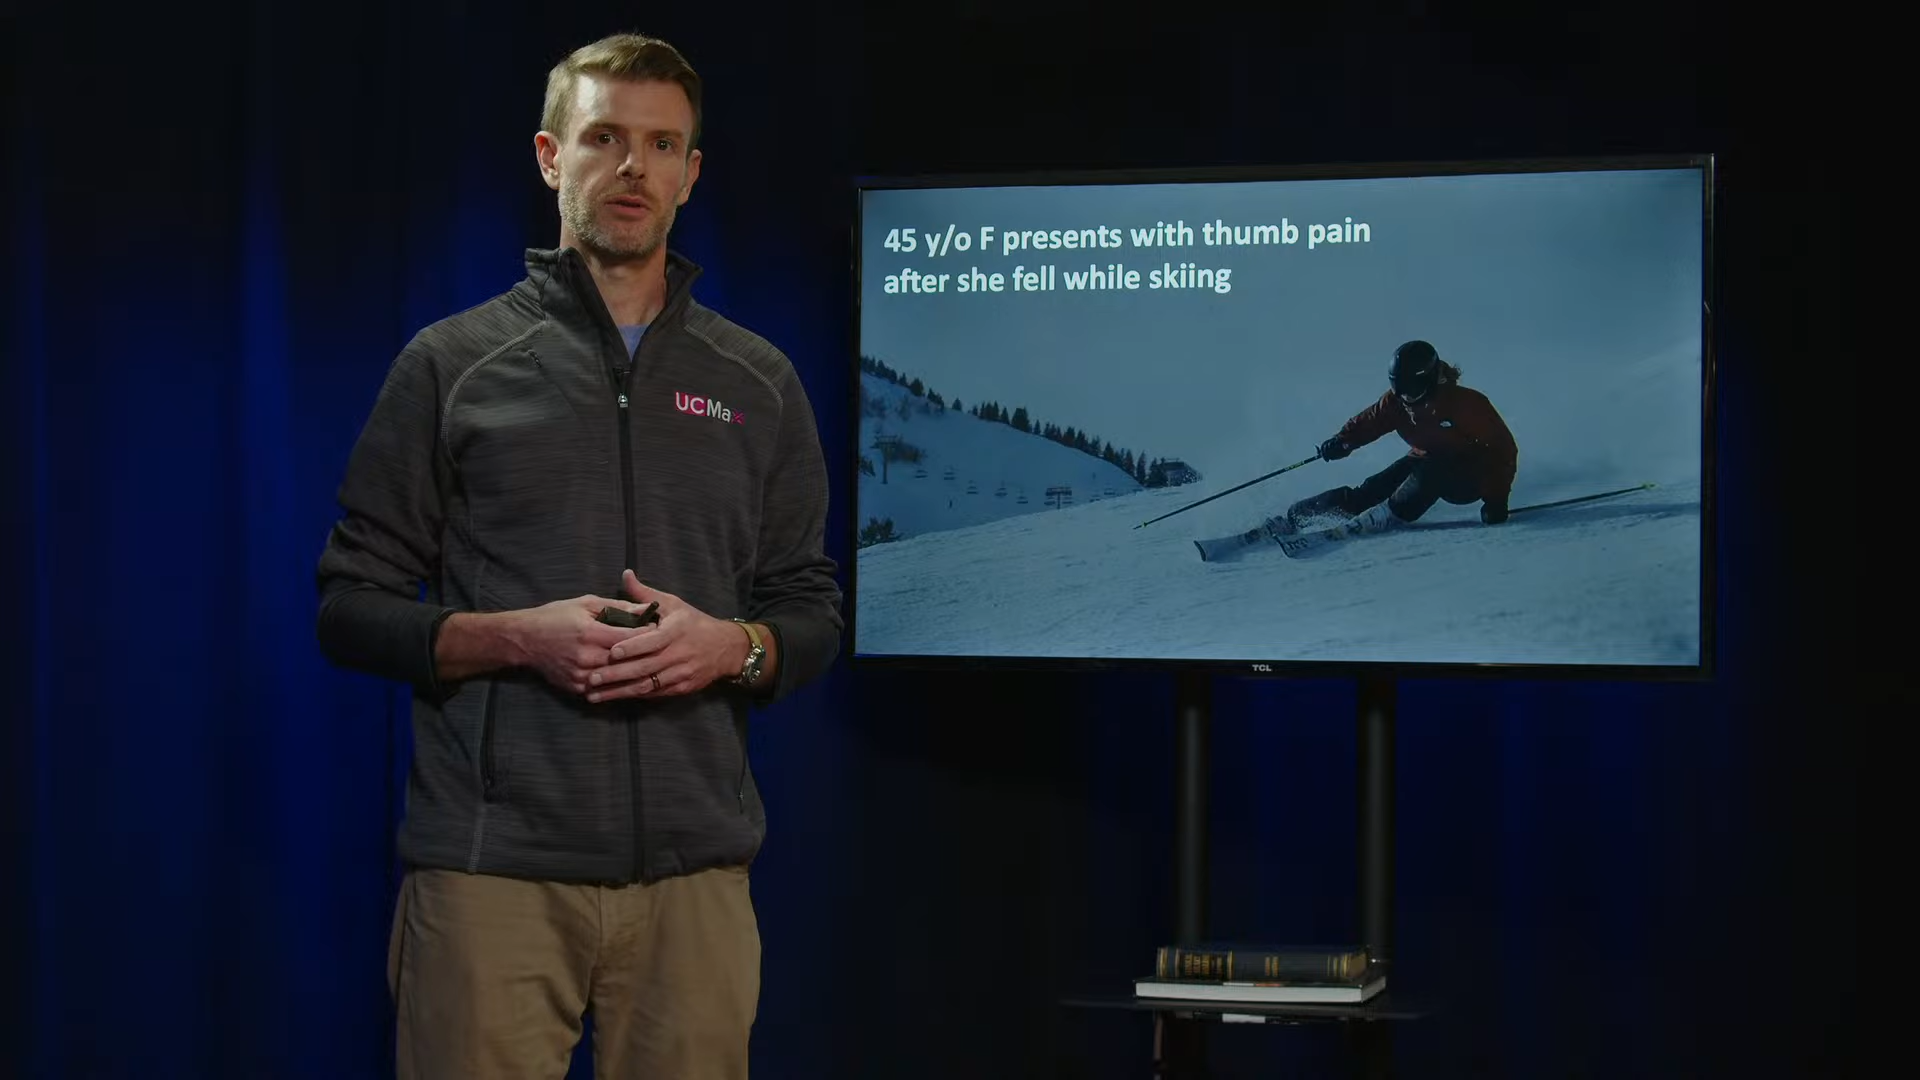 45 y/o F presents with thumb pain
after she fell while skiing
UCMax
TCL